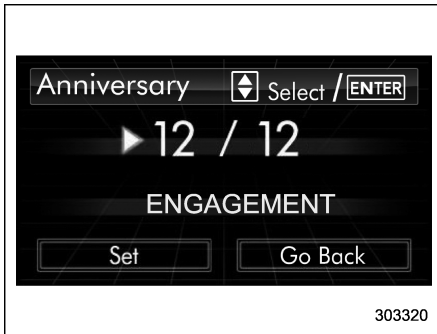 Anniversary Select / ENTER
12 / 12
ENGAGEMENT
Set Go Back
303320